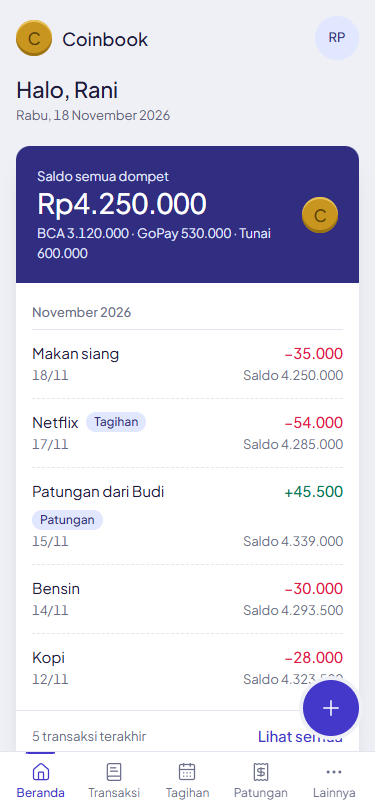 C Coinbook RP
Halo, Rani
Rabu, 18 November 2026
Saldo semua dompet
Rp4.250.000
BCA 3.120.000 · GoPay 530.000 · Tunai
600.000
C
November 2026
Makan siang −35.000
18/11 Saldo 4.250.000
Netflix Tagihan −54.000
17/11 Saldo 4.285.000
Patungan dari Budi +45.500
Patungan
15/11 Saldo 4.339.000
Bensin −30.000
14/11 Saldo 4.293.500
Kopi −28.000
12/11 Saldo
5 transaksi terakhir Lihat semua
Beranda Transaksi Tagihan Patungan Lainnya